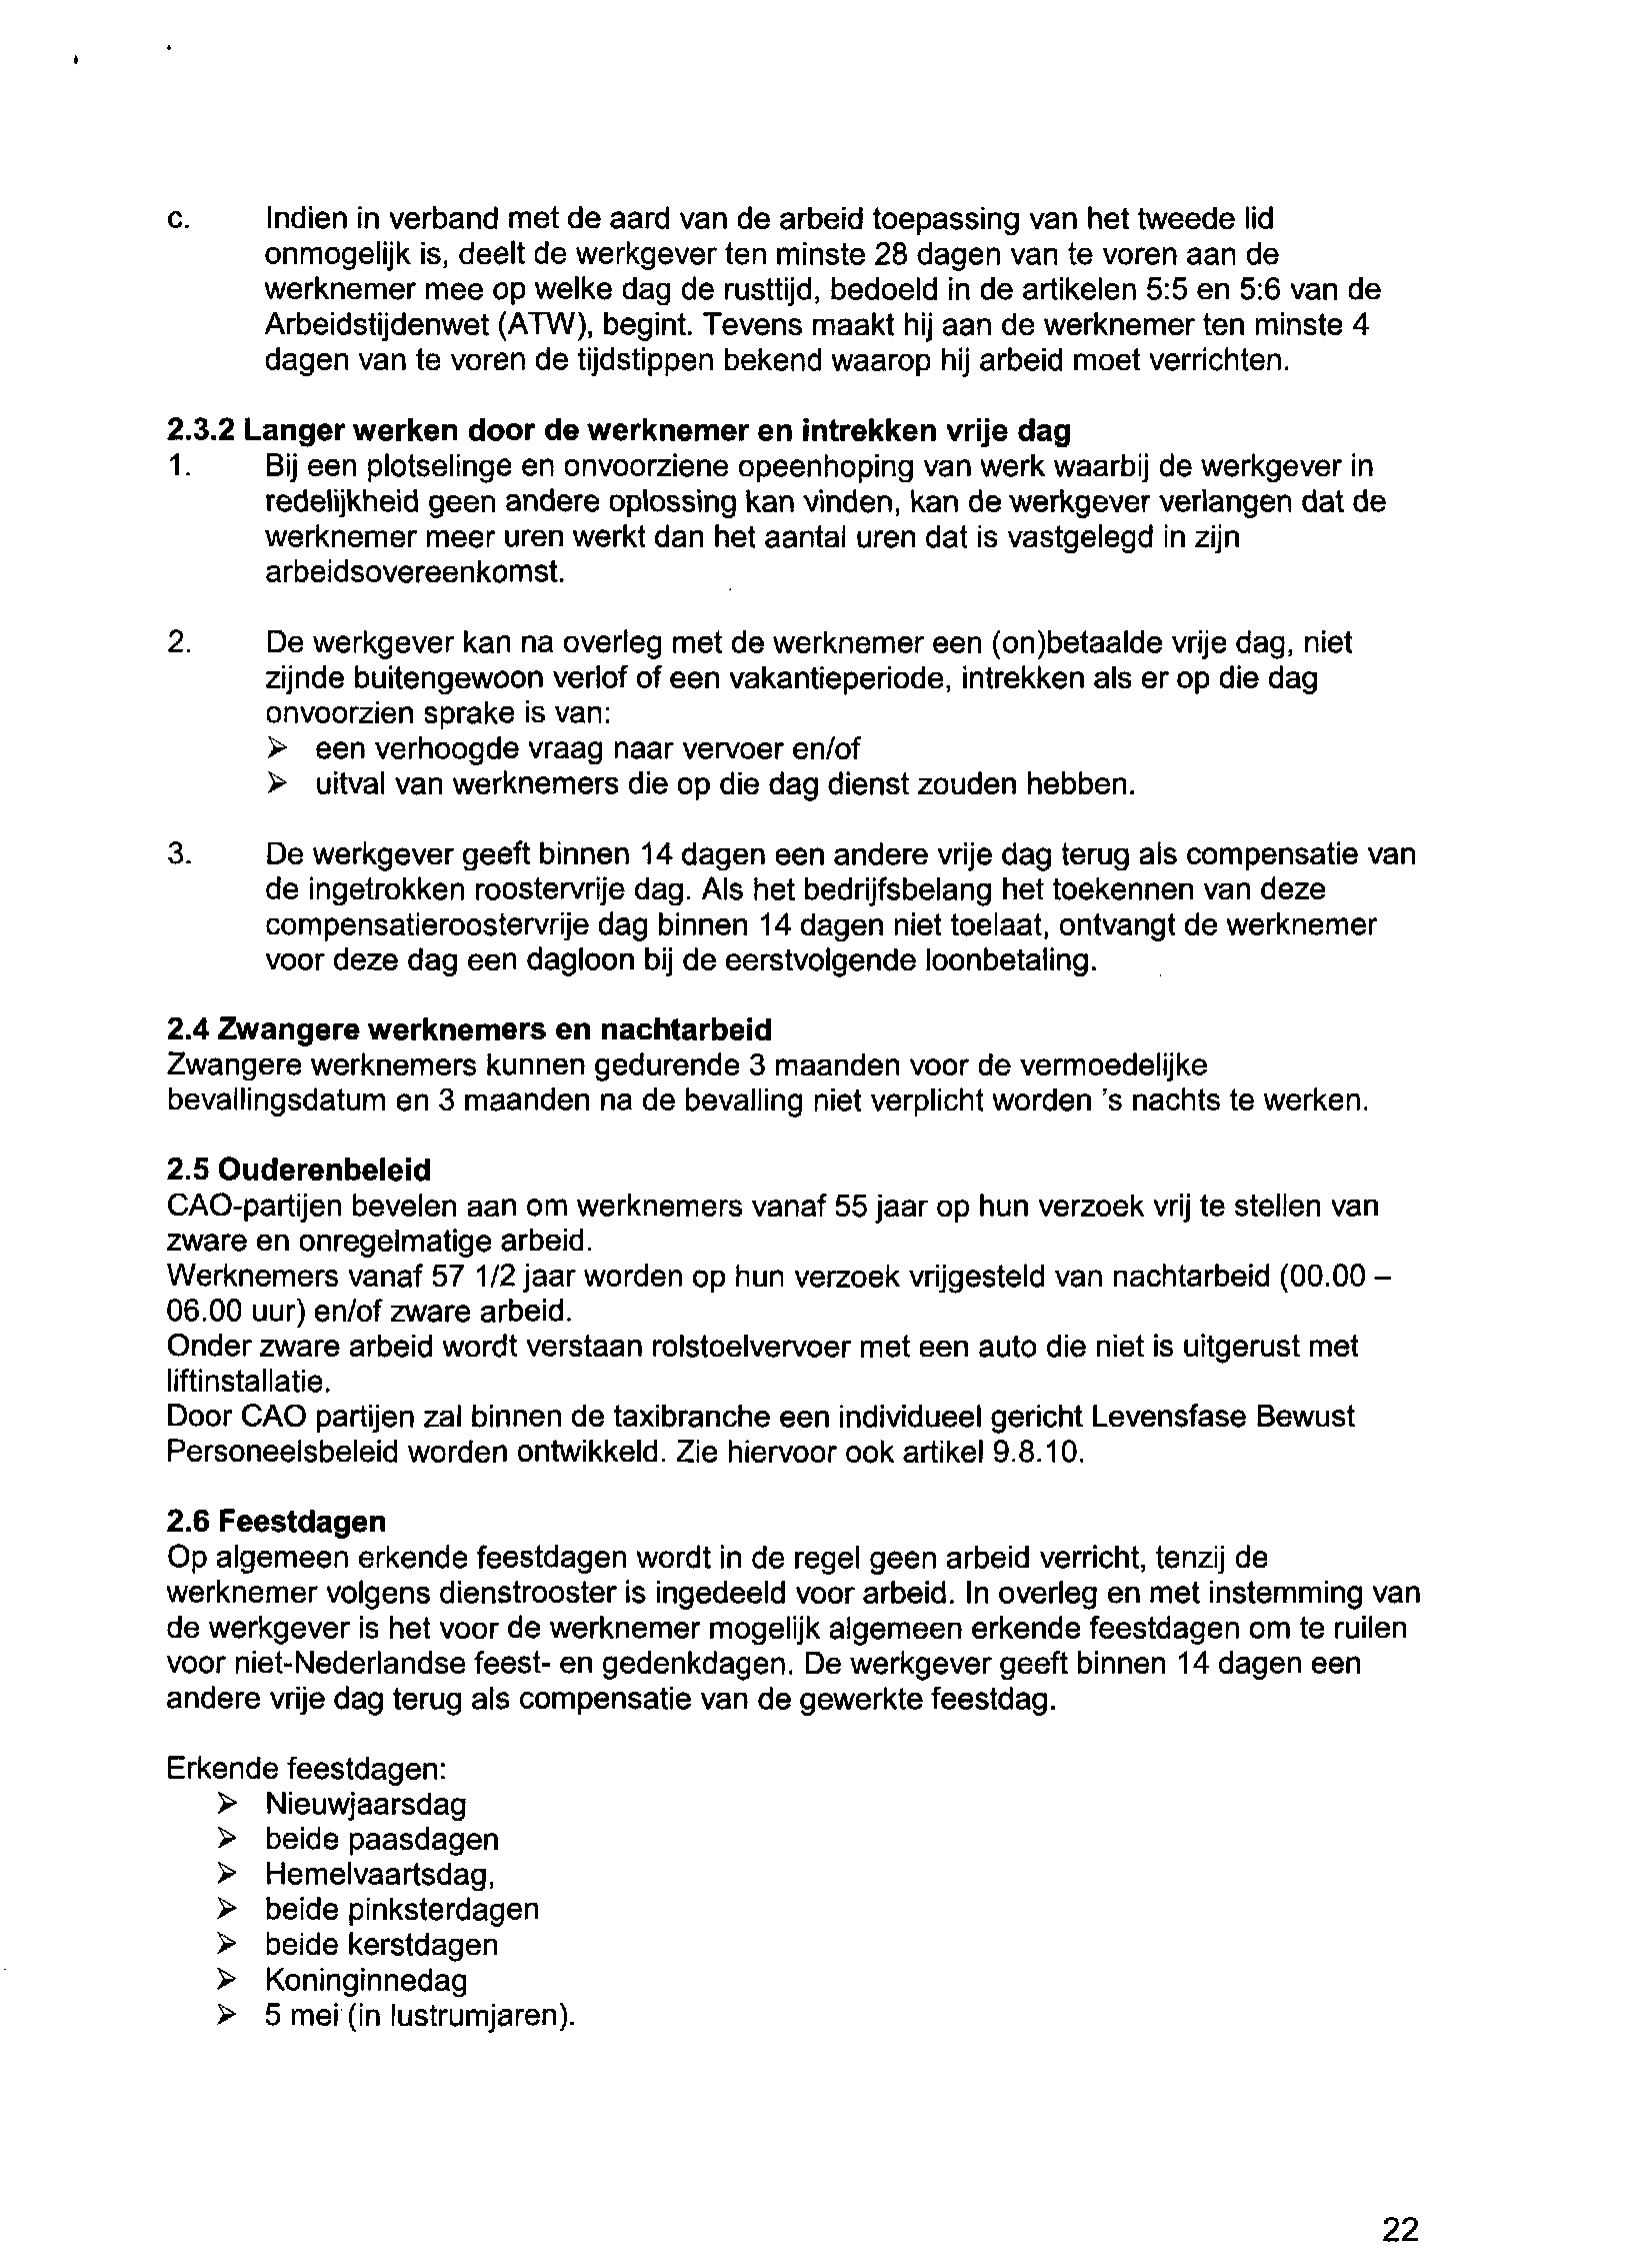 c. Indien in verband met de aard van de arbeid toepassing van het tweede lid
onmogelijk is, deelt de werkgever ten minste 28 dagen van te voren aan de
werknemer mee op welke dag de rusttijd, bedoeld in de artikelen 5:5 en 5:6 van de
Arbeidstijdenwet (ATW), begint. Tevens maakt hij aan de werknemer ten minste 4
dagen van te voren de tijdstippen bekend waarop hij arbeid moet verrichten.
2.3.2 Langer werken door de werknemer en intrekken vrije dag
1. Bij een plotselinge en onvoorziene opeenhoping van werk waarbij de werkgever in
redelijkheid geen andere oplossing kan vinden, kan de werkgever verlangen dat de
werknemer meer uren werkt dan het aantal uren dat is vastgelegd in zijn
arbeidsovereenkomst.
2. De werkgever kan na overleg met de werknemer een (on)betaalde vrije dag, niet
zijnde buitengewoon verlof of een vakantieperiode, intrekken als er op die dag
onvoorzien sprake is van:
➢ een verhoogde vraag naar vervoer en/of
➢ uitval van werknemers die op die dag dienst zouden hebben.
3. De werkgever geeft binnen 14 dagen een andere vrije dag terug als compensatie van
de ingetrokken roostervrije dag. Als het bedrijfsbelang het toekennen van deze
compensatieroostervrije dag binnen 14 dagen niet toelaat, ontvangt de werknemer
voor deze dag een dagloon bij de eerstvolgende loonbetaling.
2.4 Zwangere werknemers en nachtarbeid
Zwangere werknemers kunnen gedurende 3 maanden voor de vermoedelijke
bevallingsdatum en 3 maanden na de bevalling niet verplicht worden 's nachts te werken.
2.5 Ouderenbeleid
CAO-partijen bevelen aan om werknemers vanaf 55 jaar op hun verzoek vrij te stellen van
zware en onregelmatige arbeid.
Werknemers vanaf 57 1/2 jaar worden op hun verzoek vrijgesteld van nachtarbeid (00.00 –
06.00 uur) en/of zware arbeid.
Onder zware arbeid wordt verstaan rolstoelvervoer met een auto die niet is uitgerust met
liftinstallatie.
Door CAO partijen zal binnen de taxibranche een individueel gericht Levensfase Bewust
Personeelsbeleid worden ontwikkeld. Zie hiervoor ook artikel 9.8.10.
2.6 Feestdagen
Op algemeen erkende feestdagen wordt in de regel geen arbeid verricht, tenzij de
werknemer volgens dienstrooster is ingedeeld voor arbeid. In overleg en met instemming van
de werkgever is het voor de werknemer mogelijk algemeen erkende feestdagen om te ruilen
voor niet-Nederlandse feest- en gedenkdagen. De werkgever geeft binnen 14 dagen een
andere vrije dag terug als compensatie van de gewerkte feestdag.
Erkende feestdagen:
➢ Nieuwjaarsdag
➢ beide paasdagen
➢ Hemelvaartsdag,
➢ beide pinksterdagen
➢ beide kerstdagen
➢ Koninginnedag
➢ 5 mei (in lustrumjaren).
22